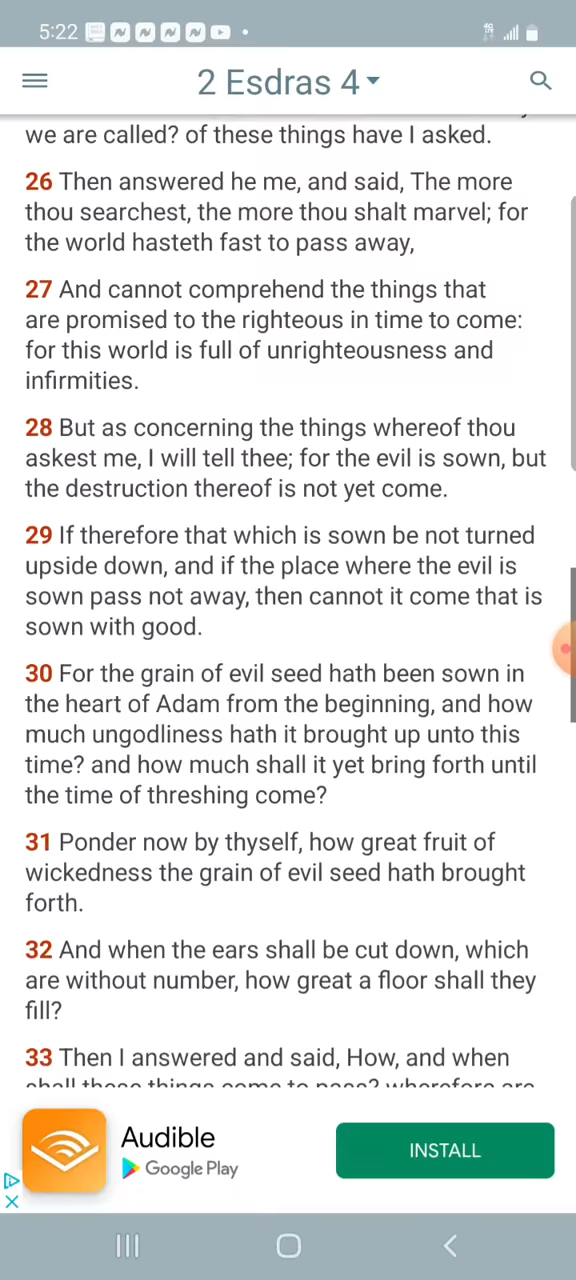 5:22
2 Esdras 4
we are called? of these things have I asked.
26 Then answered he me, and said, The more
thou searchest, the more thou shalt marvel; for
the world hasteth fast to pass away,
27 And cannot comprehend the things that
are promised to the righteous in time to come:
for this world is full of unrighteousness and
infirmities.
28 But as concerning the things whereof thou
askest me, I will tell thee; for the evil is sown, but
the destruction thereof is not yet come.
29 If therefore that which is sown be not turned
upside down, and if the place where the evil is
sown pass not away, then cannot it come that is
sown with good.
30 For the grain of evil seed hath been sown in
the heart of Adam from the beginning, and how
much ungodliness hath it brought up unto this
time? and how much shall it yet bring forth until
the time of threshing come?
31 Ponder now by thyself, how great fruit of
wickedness the grain of evil seed hath brought
forth.
32 And when the ears shall be cut down, which
are without number, how great a floor shall they
fill?
33 Then I answered and said, How, and when
shall these things come to pass? wherefore are
Audible
Google Play
INSTALL